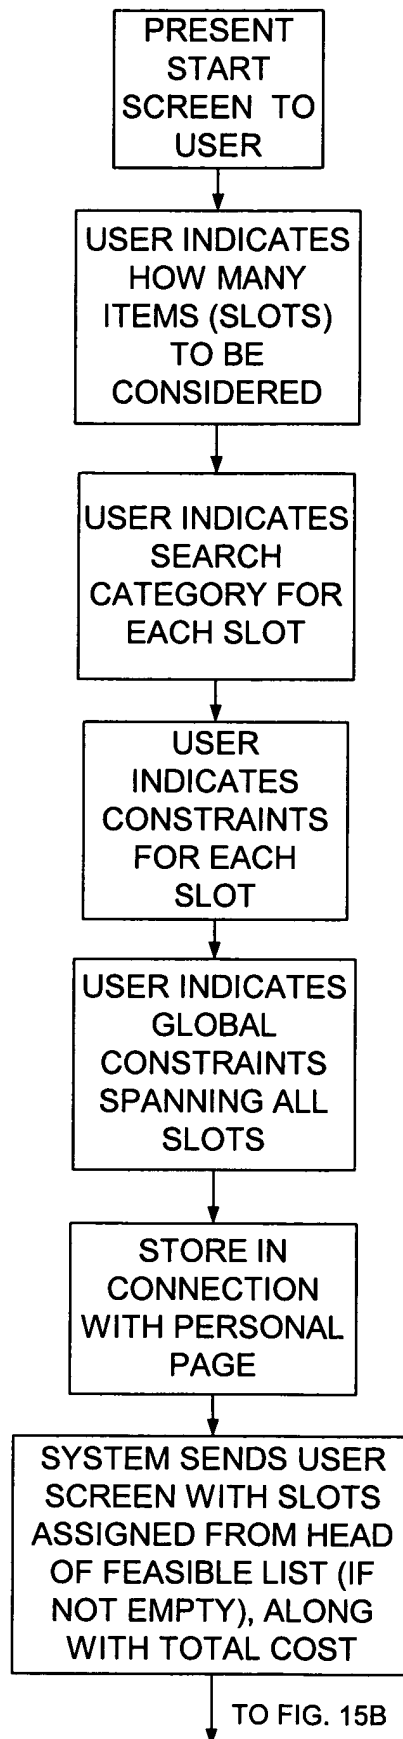 PRESENT
START
SCREEN TO
USER
USER INDICATES
HOW MANY
ITEMS (SLOTS)
TO BE
CONSIDERED
USER INDICATES
SEARCH
CATEGORY FOR
EACH SLOT
USER
INDICATES
CONSTRAINTS
FOR EACH
SLOT
USER INDICATES
GLOBAL
CONSTRAINTS
SPANNING ALL
SLOTS
STORE IN
CONNECTION
WITH PERSONAL
PAGE
SYSTEM SENDS USER
SCREEN WITH SLOTS
ASSIGNED FROM HEAD
OF FEASIBLE LIST (IF
NOT EMPTY), ALONG
WITH TOTAL COST
TO FIG. 15B